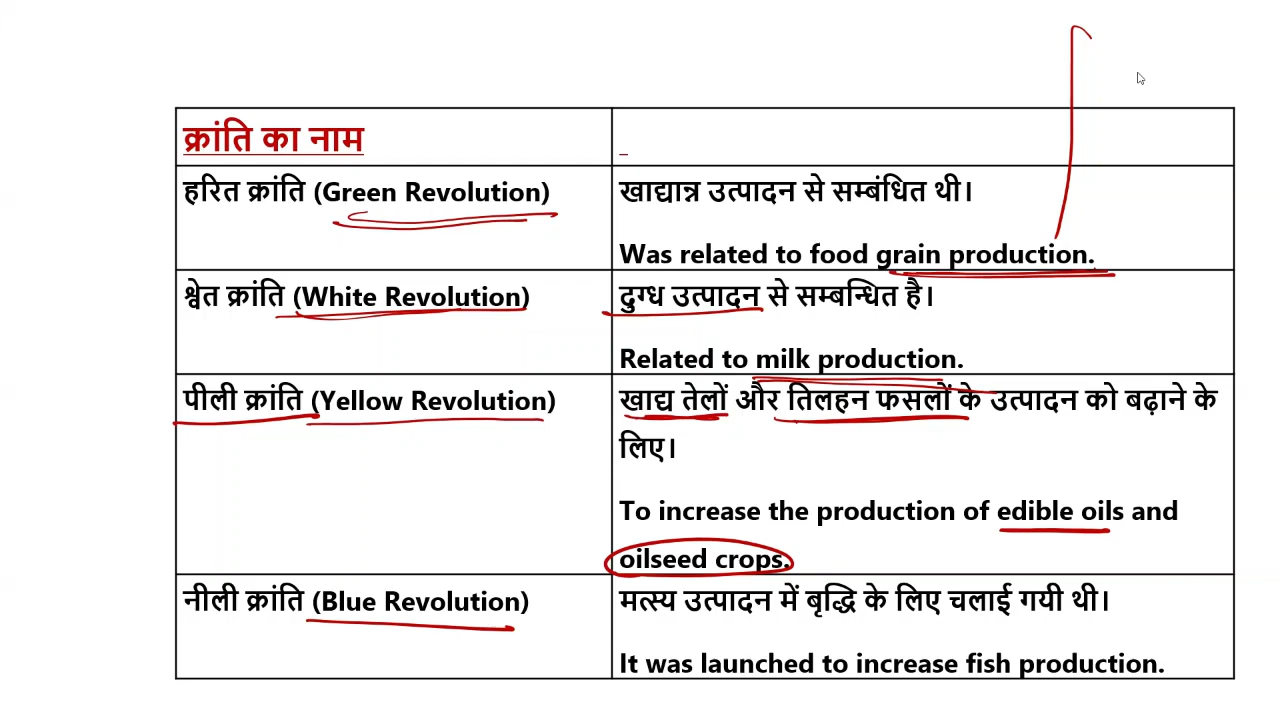 क्रांति का नाम
हरित क्रांति (Green Revolution)
खाद्यान्न उत्पादन से सम्बंधित थी।
Was related to food grain production.
श्वेत क्रांति (White Revolution)
दुग्ध उत्पादन से सम्बन्धित है।
Related to milk production.
पीली क्रांति (Yellow Revolution)
खाद्य तेलों और तिलहन फसलों के उत्पादन को बढ़ाने के
लिए।
To increase the production of edible oils and
oilseed crops.
नीली क्रांति (Blue Revolution)
मत्स्य उत्पादन में बृद्धि के लिए चलाई गयी थी।
It was launched to increase fish production.